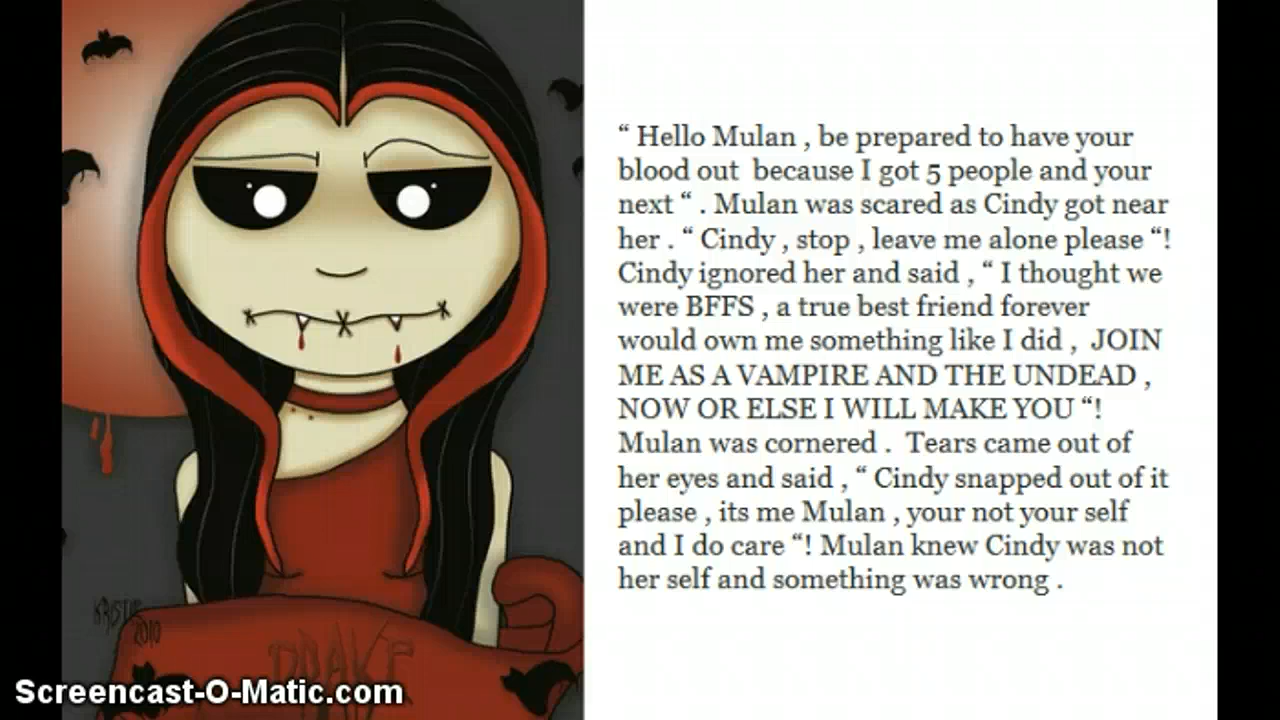 “ Hello Mulan , be prepared to have your
blood out  because I got 5 people and your
next “ . Mulan was scared as Cindy got near
her . “ Cindy , stop , leave me alone please “!
Cindy ignored her and said , “ I thought we
were BFFS , a true best friend forever
would own me something like I did ,  JOIN
ME AS A VAMPIRE AND THE UNDEAD ,
NOW OR ELSE I WILL MAKE YOU “!
Mulan was cornered .  Tears came out of
her eyes and said , “ Cindy snapped out of it
please , its me Mulan , your not your self
and I do care “! Mulan knew Cindy was not
her self and something was wrong .
2010
Screencast-O-Matic.com